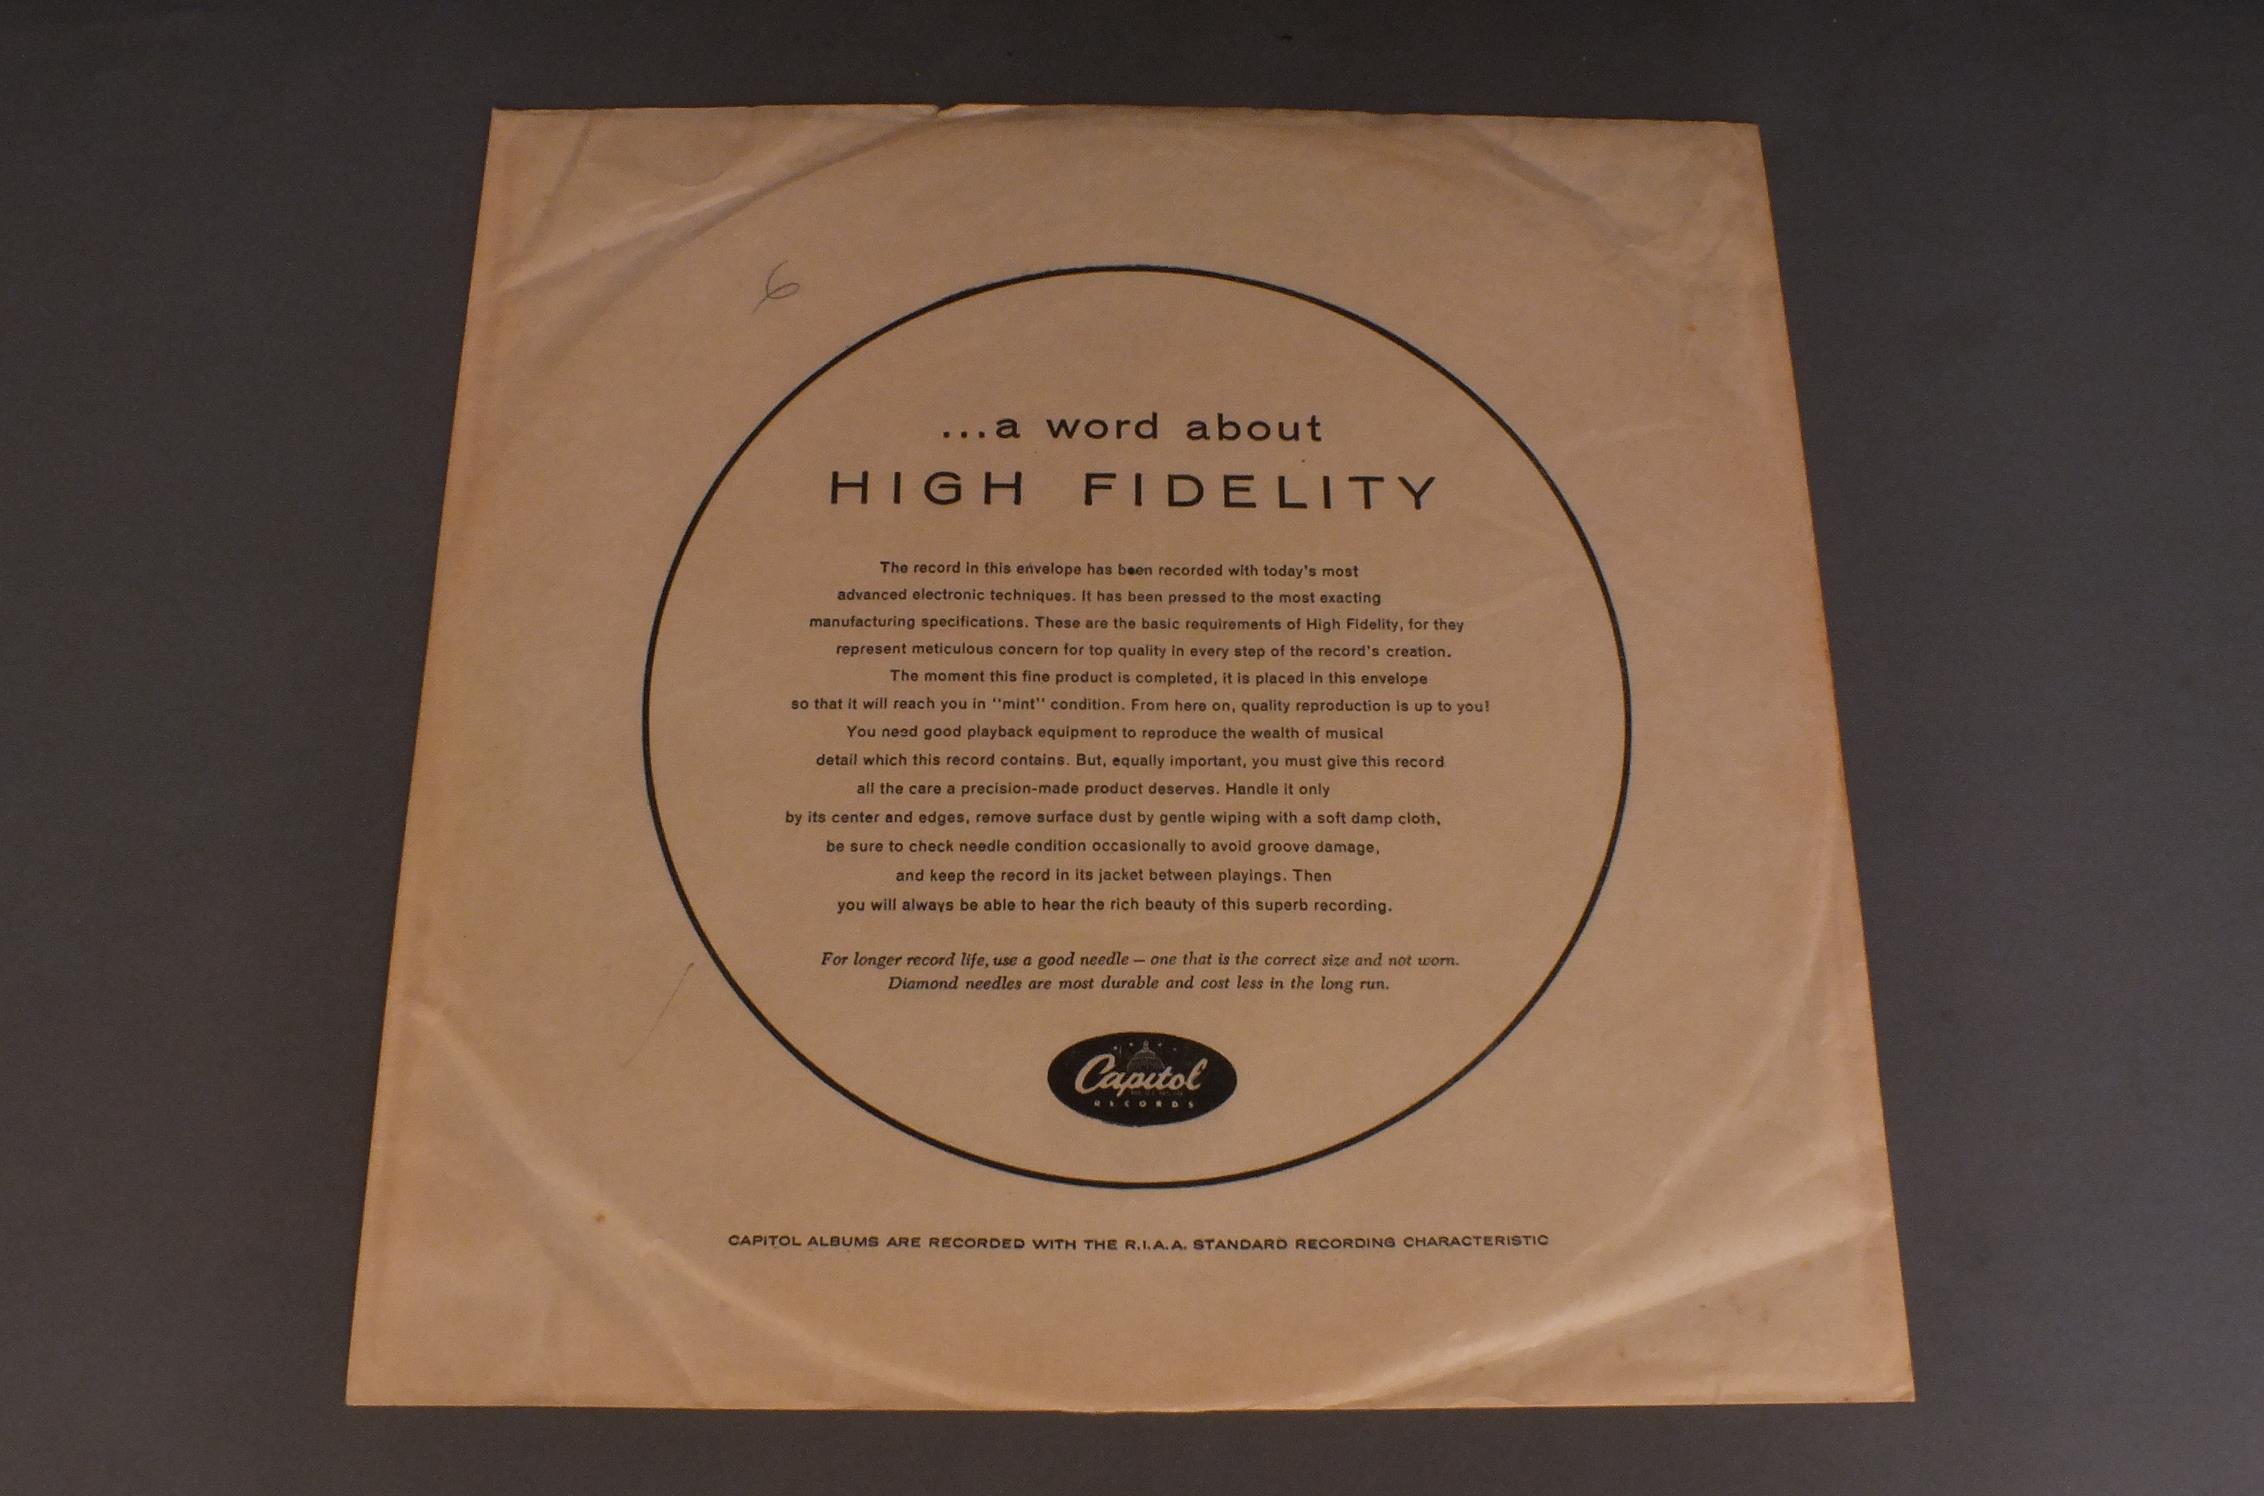 6
...a word about
HIGH FIDELITY
The record in this envelope has been recorded with today's most
advanced electronic techniques. It has been pressed to the most exacting
manufacturing specifications. These are the basic requirements of High Fidelity, for they
represent meticulous concern for top quality in every step of the record's creation.
The moment this fine product is completed, it is placed in this envelope
so that it will reach you in "mint" condition. From here on, quality reproduction is up to you!
You need good playback equipment to reproduce the wealth of musical
detail which this record contains. But, equally important, you must give this record
all the care a precision-made product deserves. Handle it only
by its center and edges, remove surface dust by gentle wiping with a soft damp cloth,
be sure to check needle condition occasionally to avoid groove damage,
and keep the record in its jacket between playings. Then
you will always be able to hear the rich beauty of this superb recording.
For longer record life, use a good needle — one that is the correct size and not worn.
Diamond needles are most durable and cost less in the long run.
Capitol
RECORDS
CAPITOL ALBUMS ARE RECORDED WITH THE R.I.A.A. STANDARD RECORDING CHARACTERISTIC